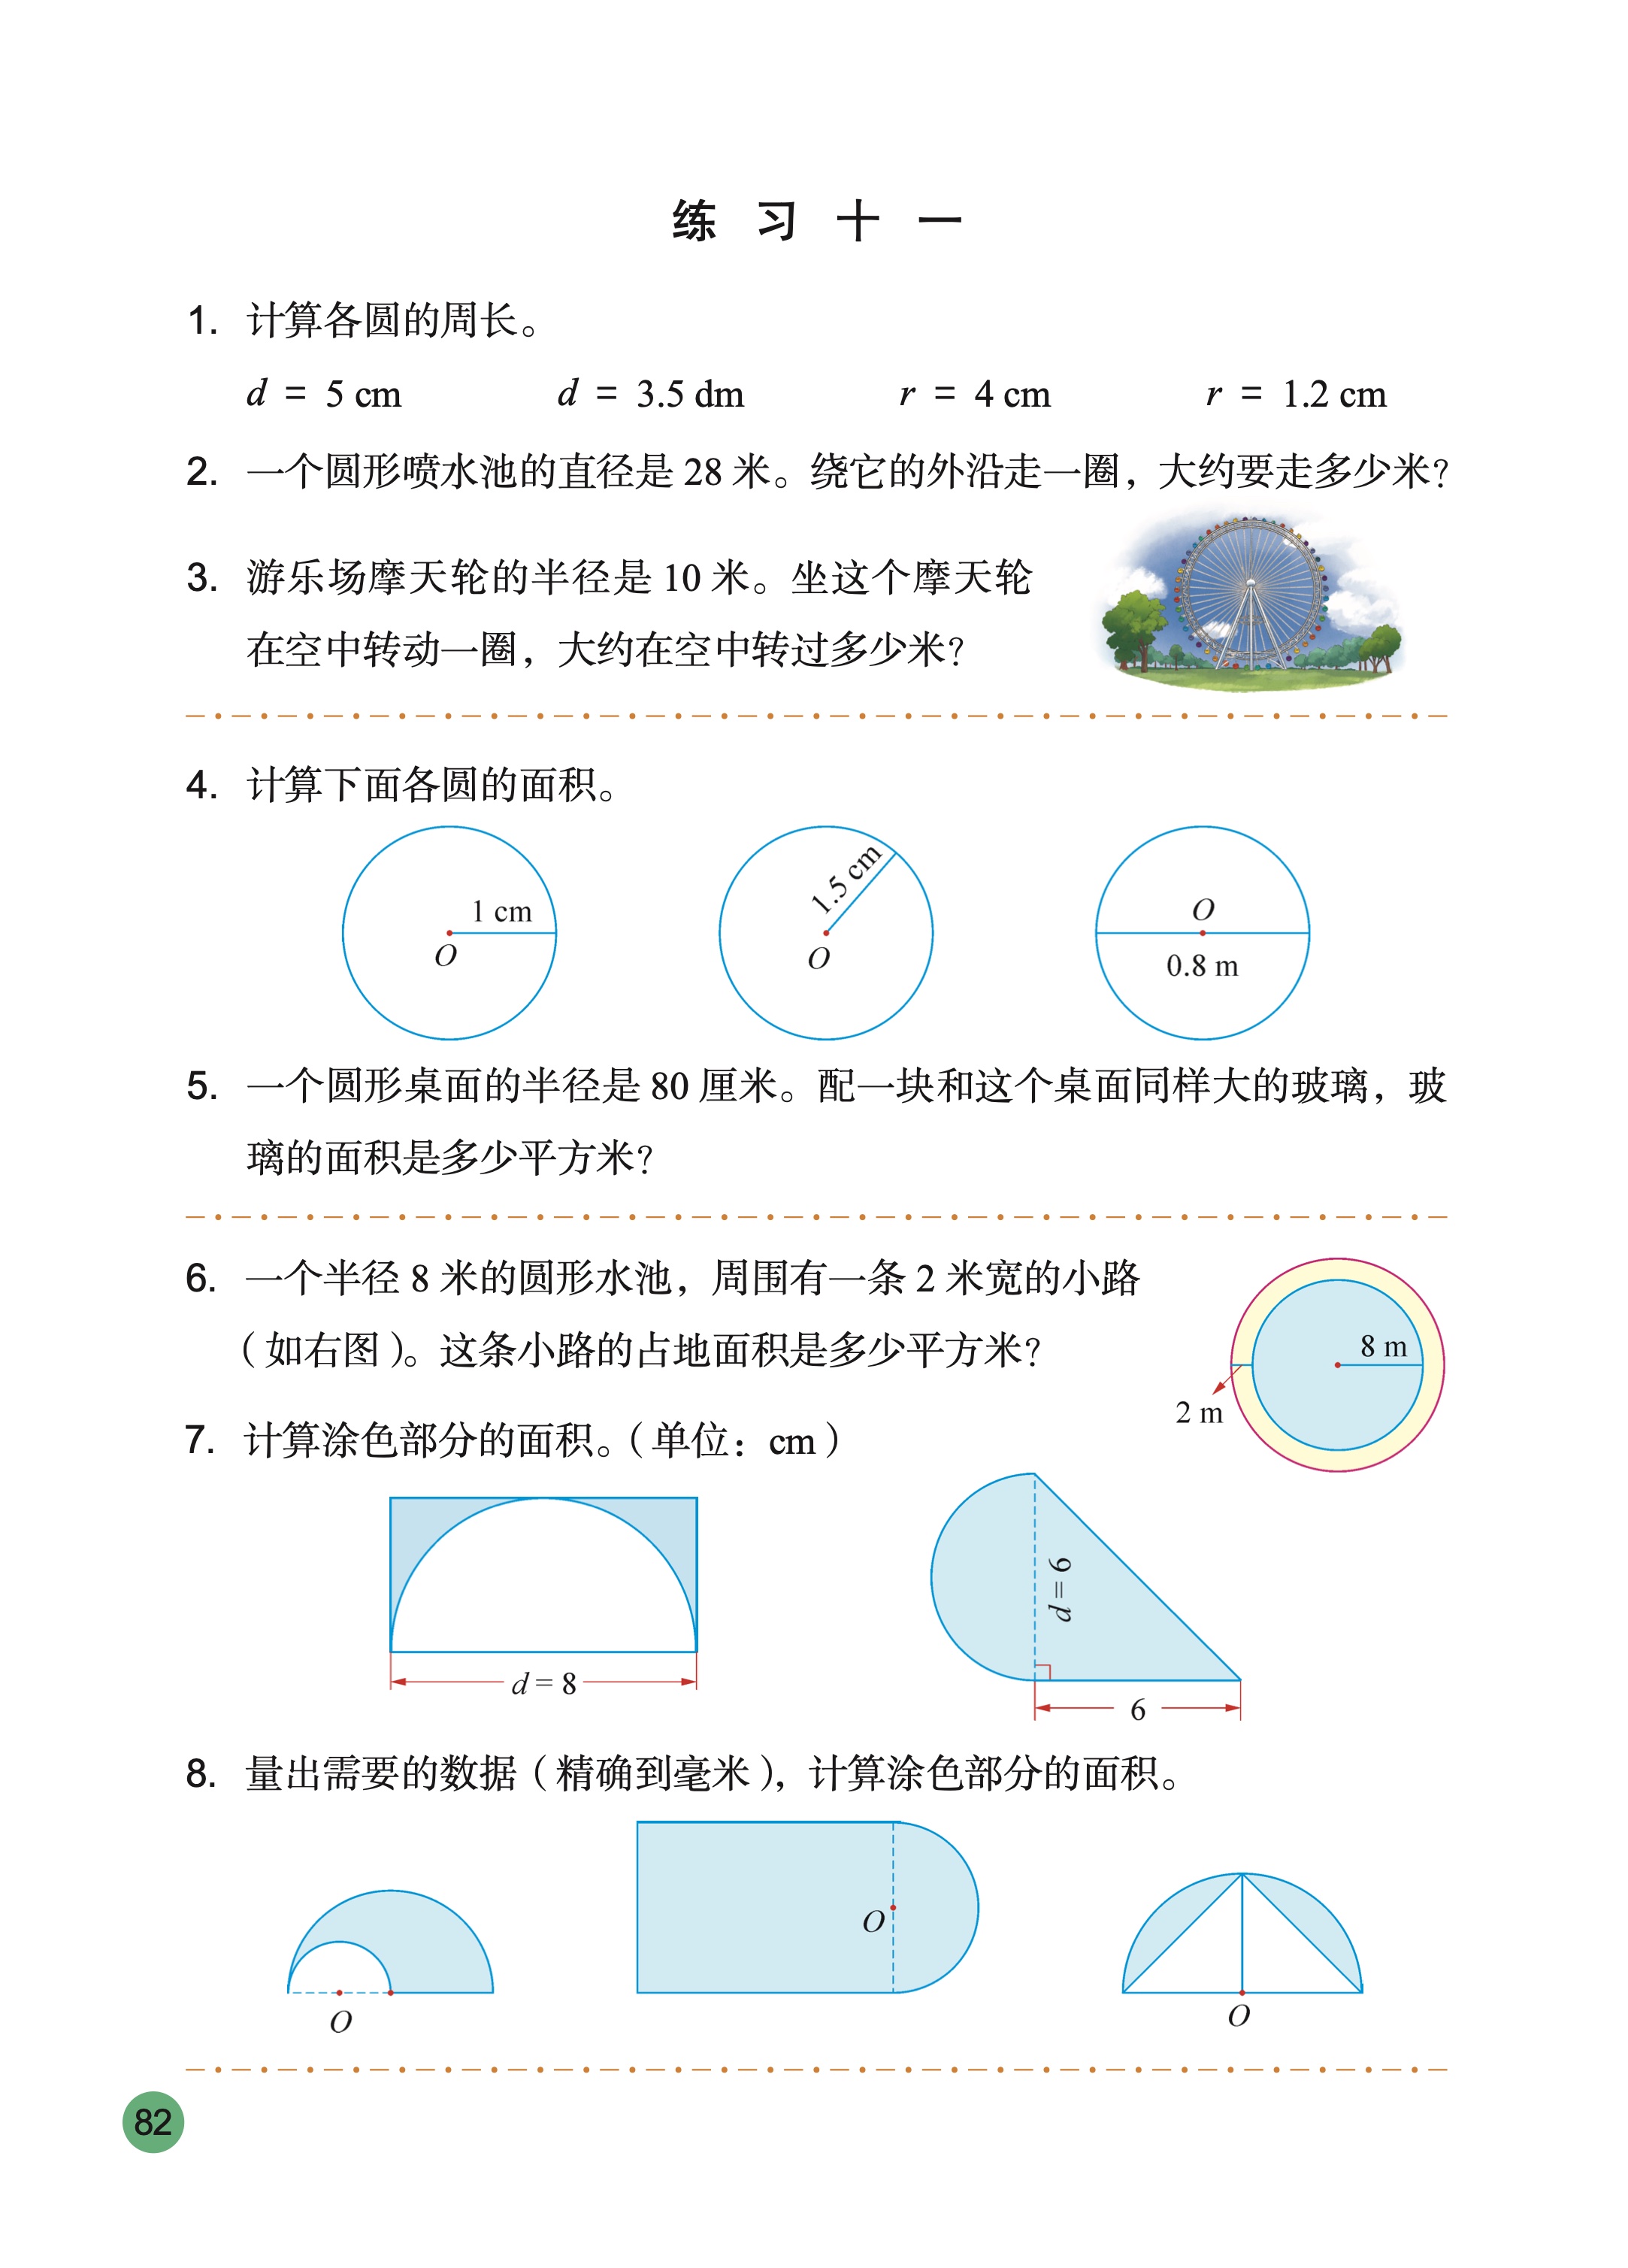 练习十一
1. 计算各圆的周长。
d = 5 cm d = 3.5 dm r = 4 cm r = 1.2 cm
2. 一个圆形喷水池的直径是 28 米。绕它的外沿走一圈，大约要走多少米？
3. 游乐场摩天轮的半径是 10 米。坐这个摩天轮
在空中转动一圈，大约在空中转过多少米？
4. 计算下面各圆的面积。
1 cm
O
1.5 cm
O
O
0.8 m
5. 一个圆形桌面的半径是 80 厘米。配一块和这个桌面同样大的玻璃，玻
璃的面积是多少平方米？
6. 一个半径 8 米的圆形水池，周围有一条 2 米宽的小路
（如右图）。这条小路的占地面积是多少平方米？
8 m
2 m
7. 计算涂色部分的面积。（单位：cm）
d = 8
d = 6
6
8. 量出需要的数据（精确到毫米），计算涂色部分的面积。
O
O
O
82